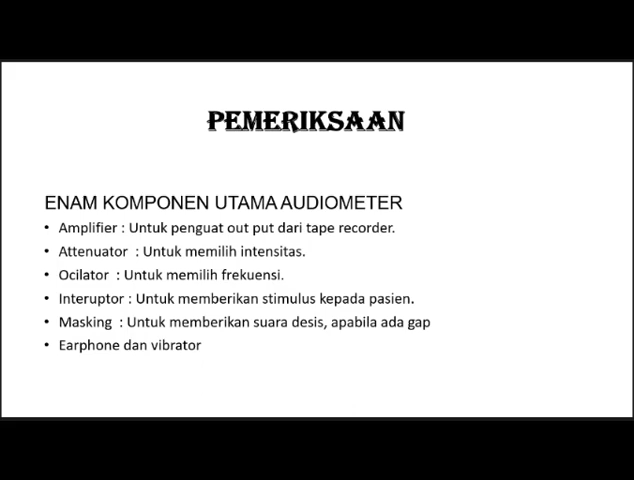 PEMERIKSAAN
ENAM KOMPONEN UTAMA AUDIOMETER
• Amplifier : Untuk penguat out put dari tape recorder.
• Attenuator : Untuk memilih intensitas.
• Ocilator : Untuk memilih frekuensi.
• Interuptor : Untuk memberikan stimulus kepada pasien.
• Masking : Untuk memberikan suara desis, apabila ada gap
• Earphone dan vibrator